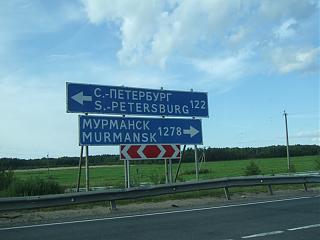 С.-ПЕТЕРБУРГ
S.-PETERSBURG 122
МУРМАНСК
MURMANSK 1278